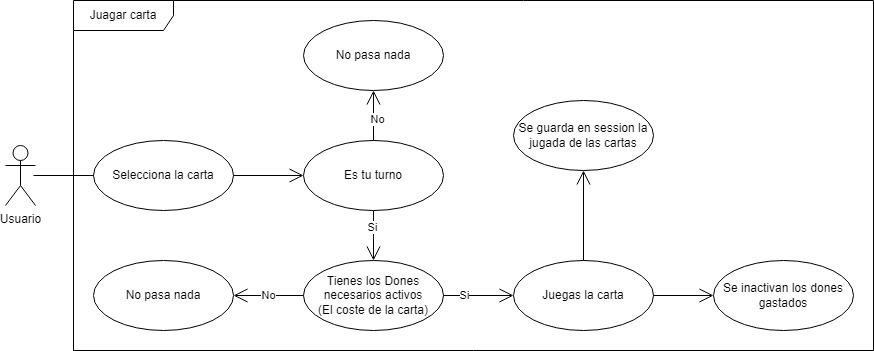 Juagar carta
No pasa nada
No
Se guarda en session la
jugada de las cartas
Selecciona la carta
Es tu turno
Usuario
Si
No pasa nada
No
Tienes los Dones
necesarios activos
(El coste de la carta)
Si
Juegas la carta
Se inactivan los dones
gastados